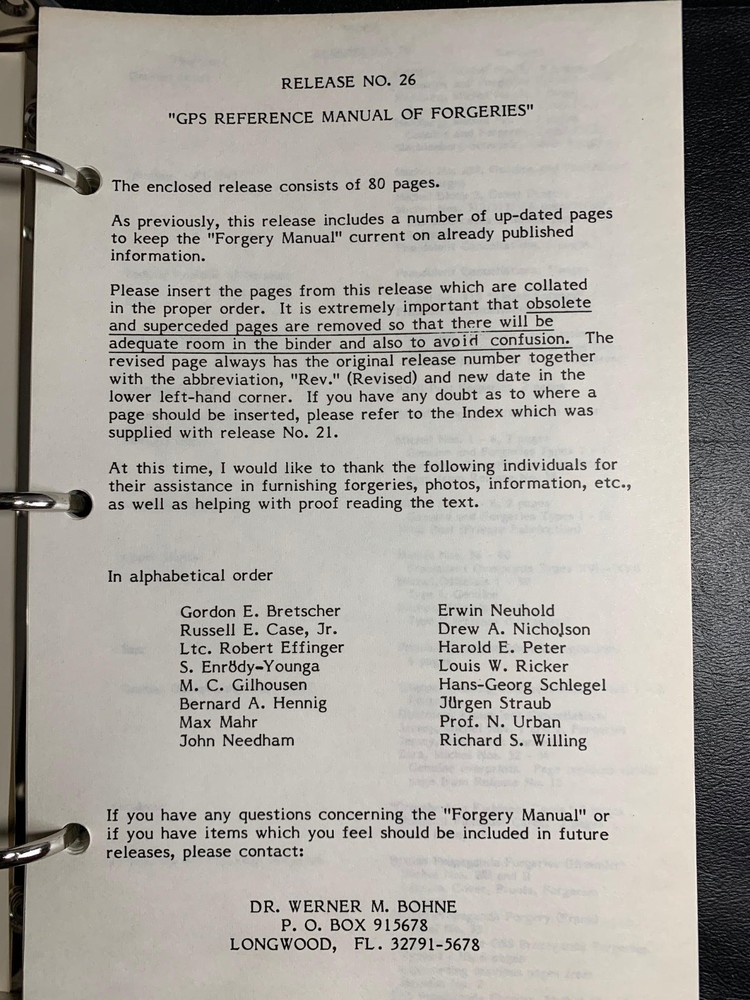 RELEASE NO. 26
"GPS REFERENCE MANUAL OF FORGERIES"
The enclosed release consists of 80 pages.
As previously, this release includes a number of up-dated pages
to keep the "Forgery Manual" current on already published
information.
Please insert the pages from this release which are collated
in the proper order. It is extremely important that obsolete
and superceded pages are removed so that there will be
adequate room in the binder and also to avoid confusion. The
revised page always has the original release number together
with the abbreviation, "Rev." (Revised) and new date in the
lower left-hand corner. If you have any doubt as to where a
page should be inserted, please refer to the Index which was
supplied with release No. 21.
At this time, I would like to thank the following individuals for
their assistance in furnishing forgeries, photos, information, etc.,
as well as helping with proof reading the text.
In alphabetical order
Gordon E. Bretscher Erwin Neuhold
Russell E. Case, Jr. Drew A. Nicholson
Ltc. Robert Effinger Harold E. Peter
S. Enrödy-Younga Louis W. Ricker
M. C. Gilhousen Hans-Georg Schlegel
Bernard A. Hennig Jürgen Straub
Max Mahr Prof. N. Urban
John Needham Richard S. Willing
If you have any questions concerning the "Forgery Manual" or
if you have items which you feel should be included in future
releases, please contact:
DR. WERNER M. BOHNE
P. O. BOX 915678
LONGWOOD, FL. 32791-5678